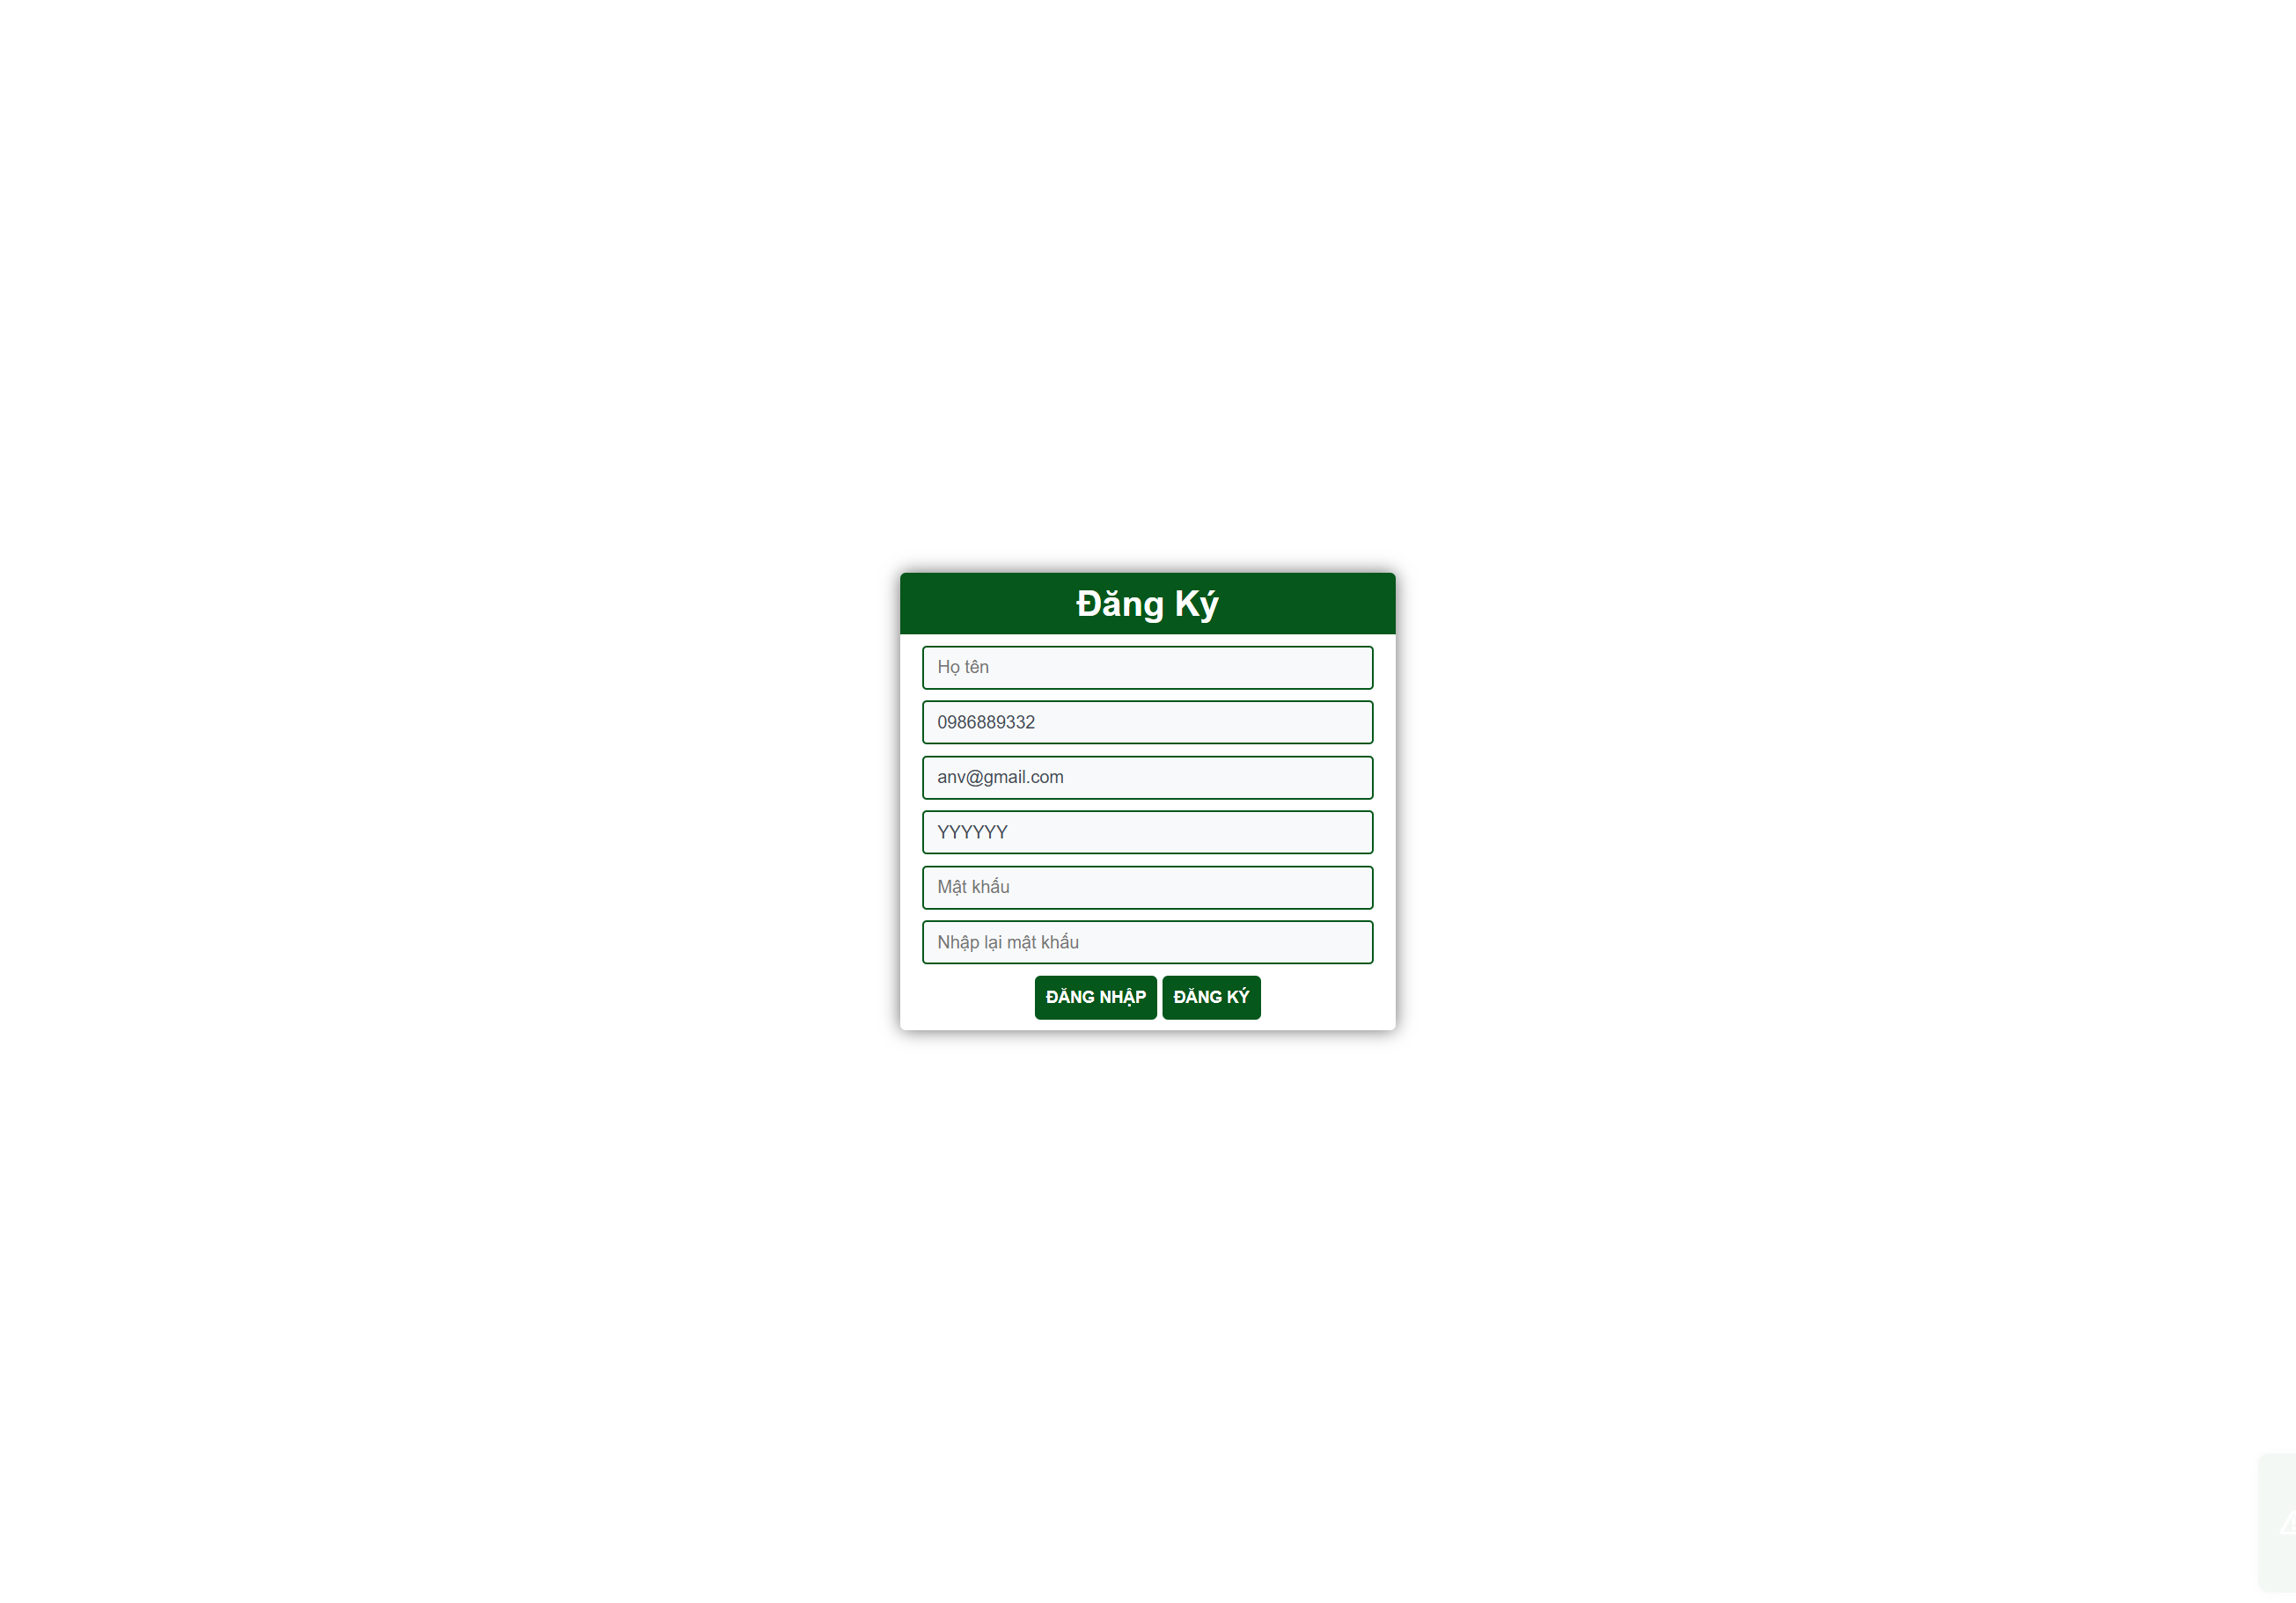 Đăng Ký
Họ tên
0986889332
anv@gmail.com
YYYYYY
Mật khẩu
Nhập lại mật khẩu
ĐĂNG NHẬP ĐĂNG KÝ